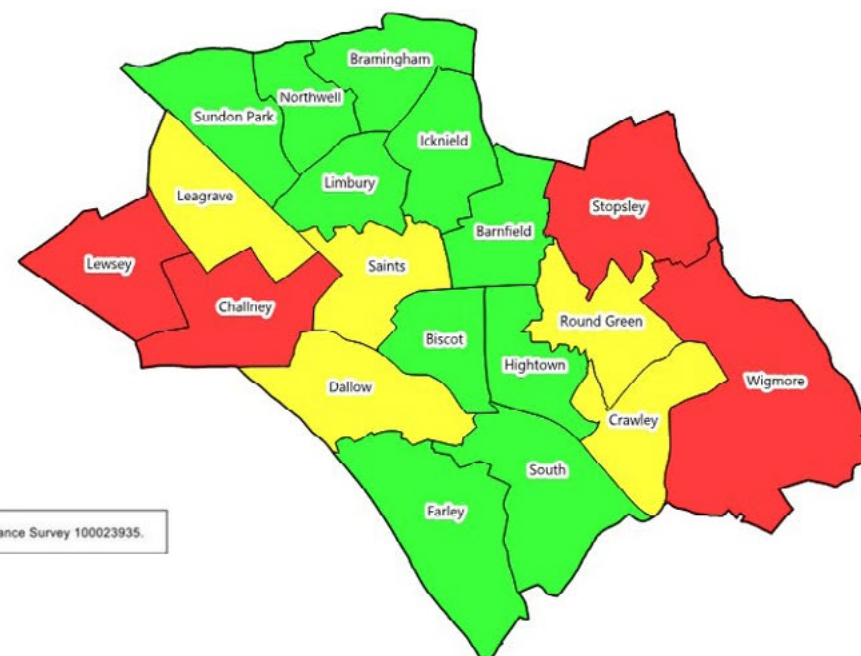 Bramingham
Northwell
Sundon Park
Icknield
Limbury
Leagrave
Stopsley
Barnfield
Lewsey
Saints
Challney
Round Green
Biscot
Hightown
Dallow
Wigmore
Crawley
South
Farley
Survey 100023935.